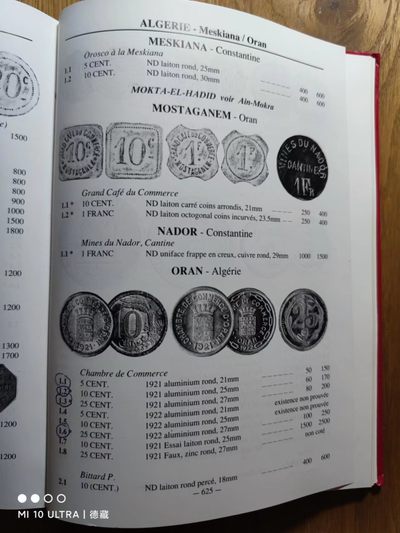 ALGERIE - Meskiana / Oran
MESKIANA - Constantine
Orosco à la Meskiana
1.1 5 CENT. ND laiton rond, 25mm
1.2 10 CENT. ND laiton rond, 30mm 400 600
MOKTA-EL-HADID voir Ain-Mokra 400 600
MOSTAGANEM - Oran
10c
10c
MINES DU NADOR
CANTINES
1FR
Grand Café du Commerce
1.1* 10 CENT. ND laiton carré coins arrondis, 21mm 250 400
1.2* 1 FRANC ND laiton octogonal coins incurvés, 23.5mm 250 400
NADOR - Constantine
Mines du Nador, Cantine
1.1* 1 FRANC ND uniface frappe en creux, cuivre rond, 29mm 1000 1500
ORAN - Algérie
1921
1921
25
Chambre de Commerce
1.1 5 CENT. 1921 aluminium rond, 21mm 50 150
1.2 10 CENT. 1921 aluminium rond, 25mm 60 170
1.3* 25 CENT. 1921 aluminium rond, 27mm 80 200
1.4 5 CENT. 1922 aluminium rond, 21mm existence non prouvée
1.5 10 CENT. 1922 aluminium rond, 25mm existence non prouvée
1.6 25 CENT. 1922 aluminium rond, 27mm 100 250
1.7 10 CENT. 1921 Essai laiton rond, 25mm 1500 2500
1.8 25 CENT. 1921 Faux, zinc rond, 27mm non coté
Bittard P.
2.1 10 (CENT.) ND laiton rond percé, 18mm 400 600
— 625 —
1500
800
800
800
1500
1800
1200
1200
1300
1700
1200
MI 10 ULTRA | 德藏